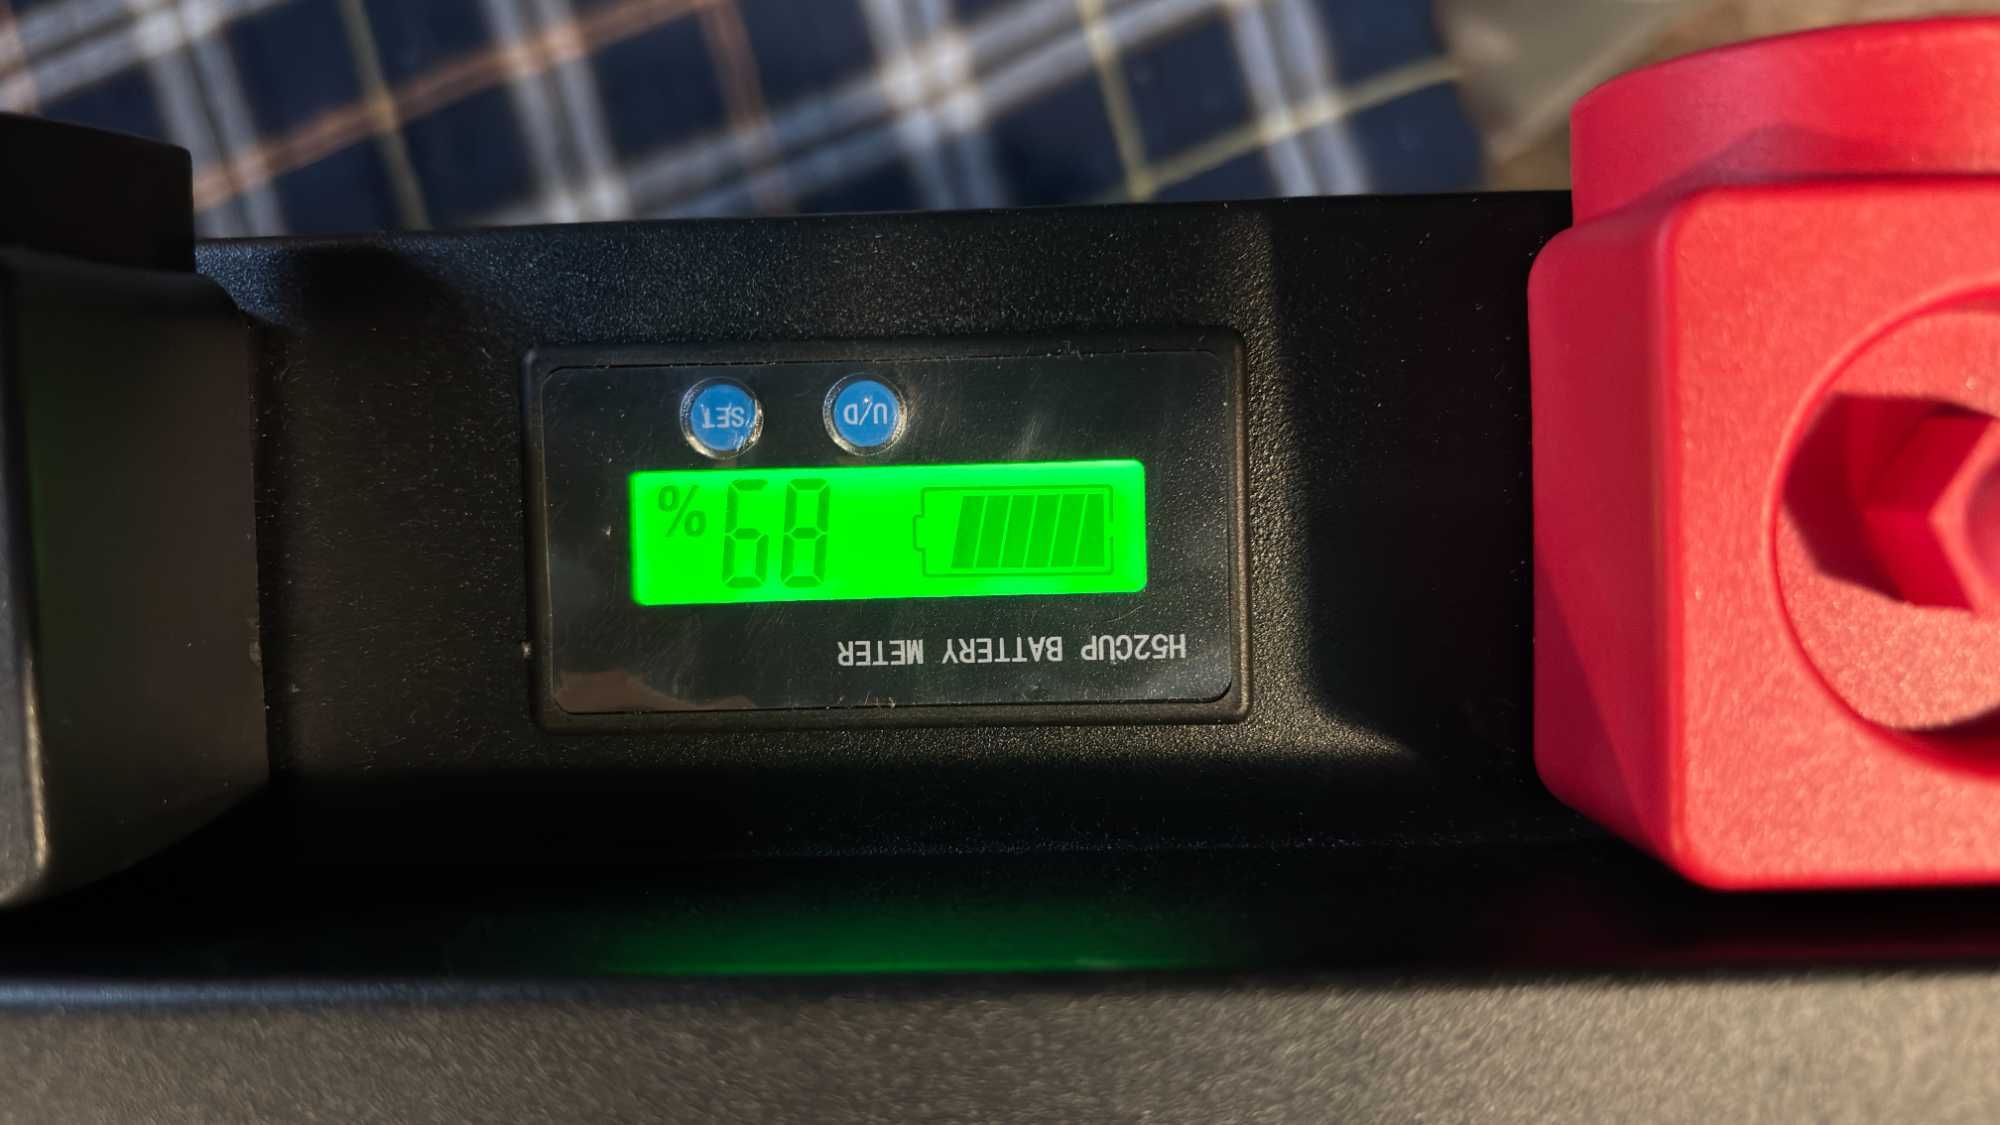 H52CUP BATTERY METER
89%
U/D SET